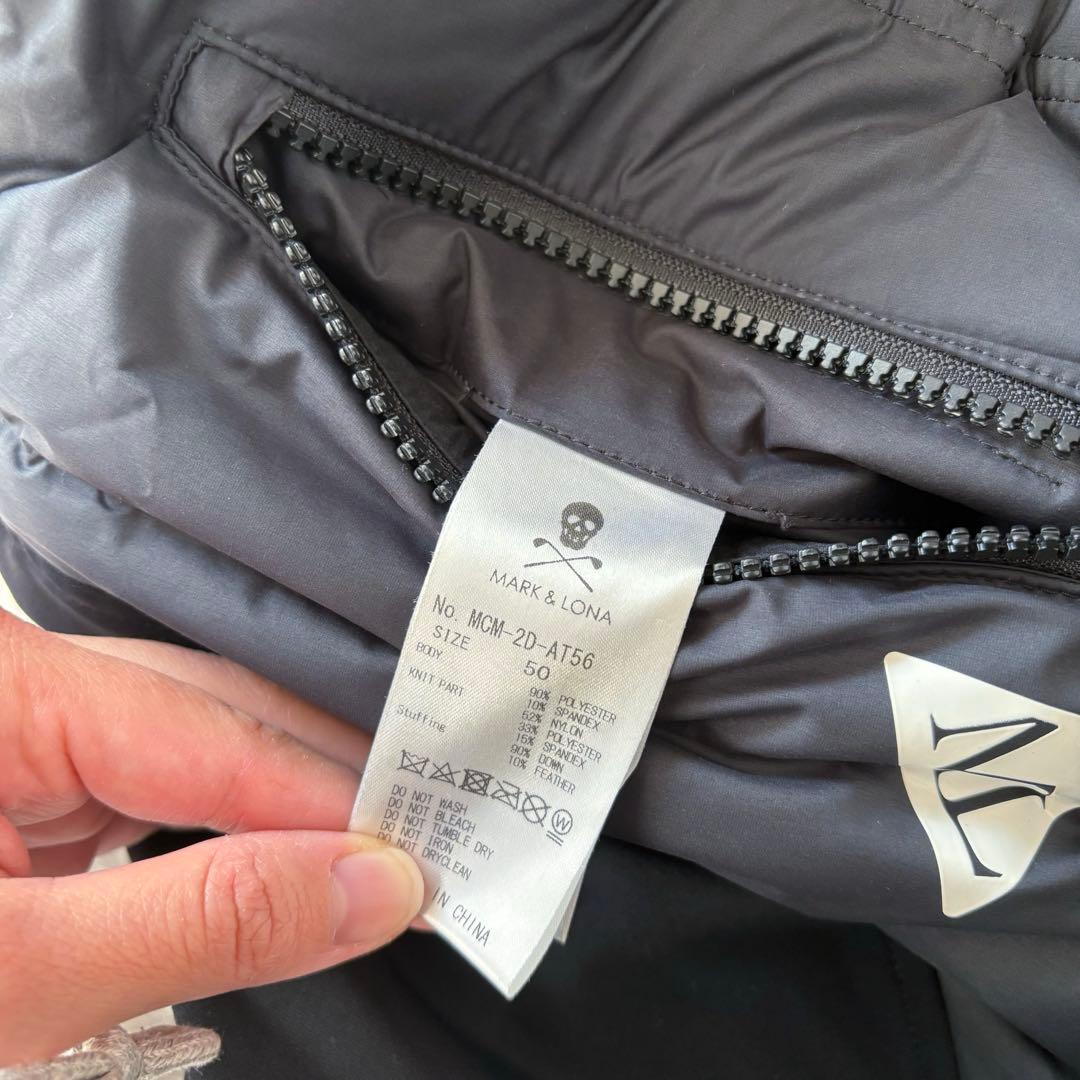 MARK & LONA
No. MCM-2D-AT56
SIZE 50
BODY 90% POLYESTER
10% SPANDEX
KNIT PART 52% NYLON
33% POLYESTER
15% SPANDEX
Stuffing 90% DOWN
10% FEATHER
W
DO NOT WASH
DO NOT BLEACH
DO NOT TUMBLE DRY
DO NOT IRON
DO NOT DRYCLEAN
IN CHINA
ML